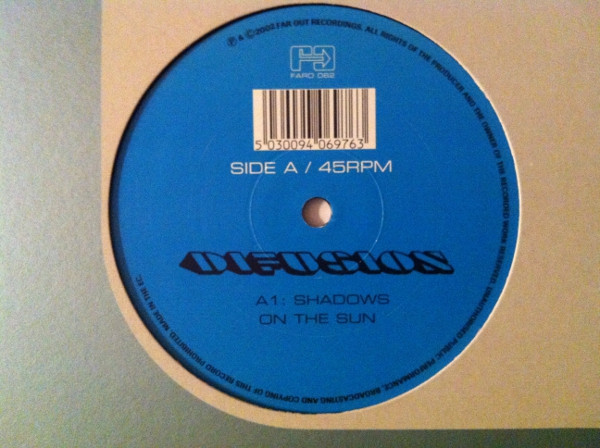 ℗ & © 2002 FAR OUT RECORDINGS. ALL RIGHTS OF THE PRODUCER AND THE OWNER OF THE RECORDED WORK RESERVED. UNAUTHORISED PUBLIC PERFORMANCE, BROADCASTING AND COPYING OF THIS RECORD PROHIBITED. MADE IN THE EC.
FARO 062
5 030094 069763
SIDE A / 45RPM
DIFUSION
A1: SHADOWS
ON THE SUN